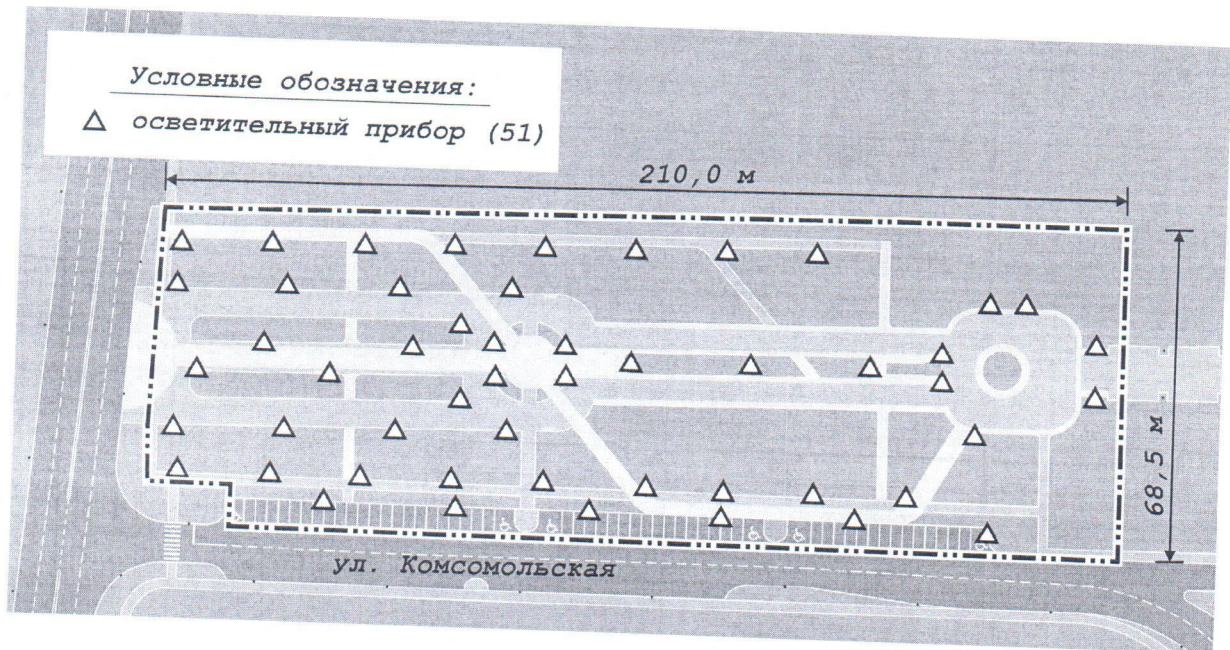 Условные обозначения:
осветительный прибор (51)
210,0 м
68,5 м
ул. Комсомольская